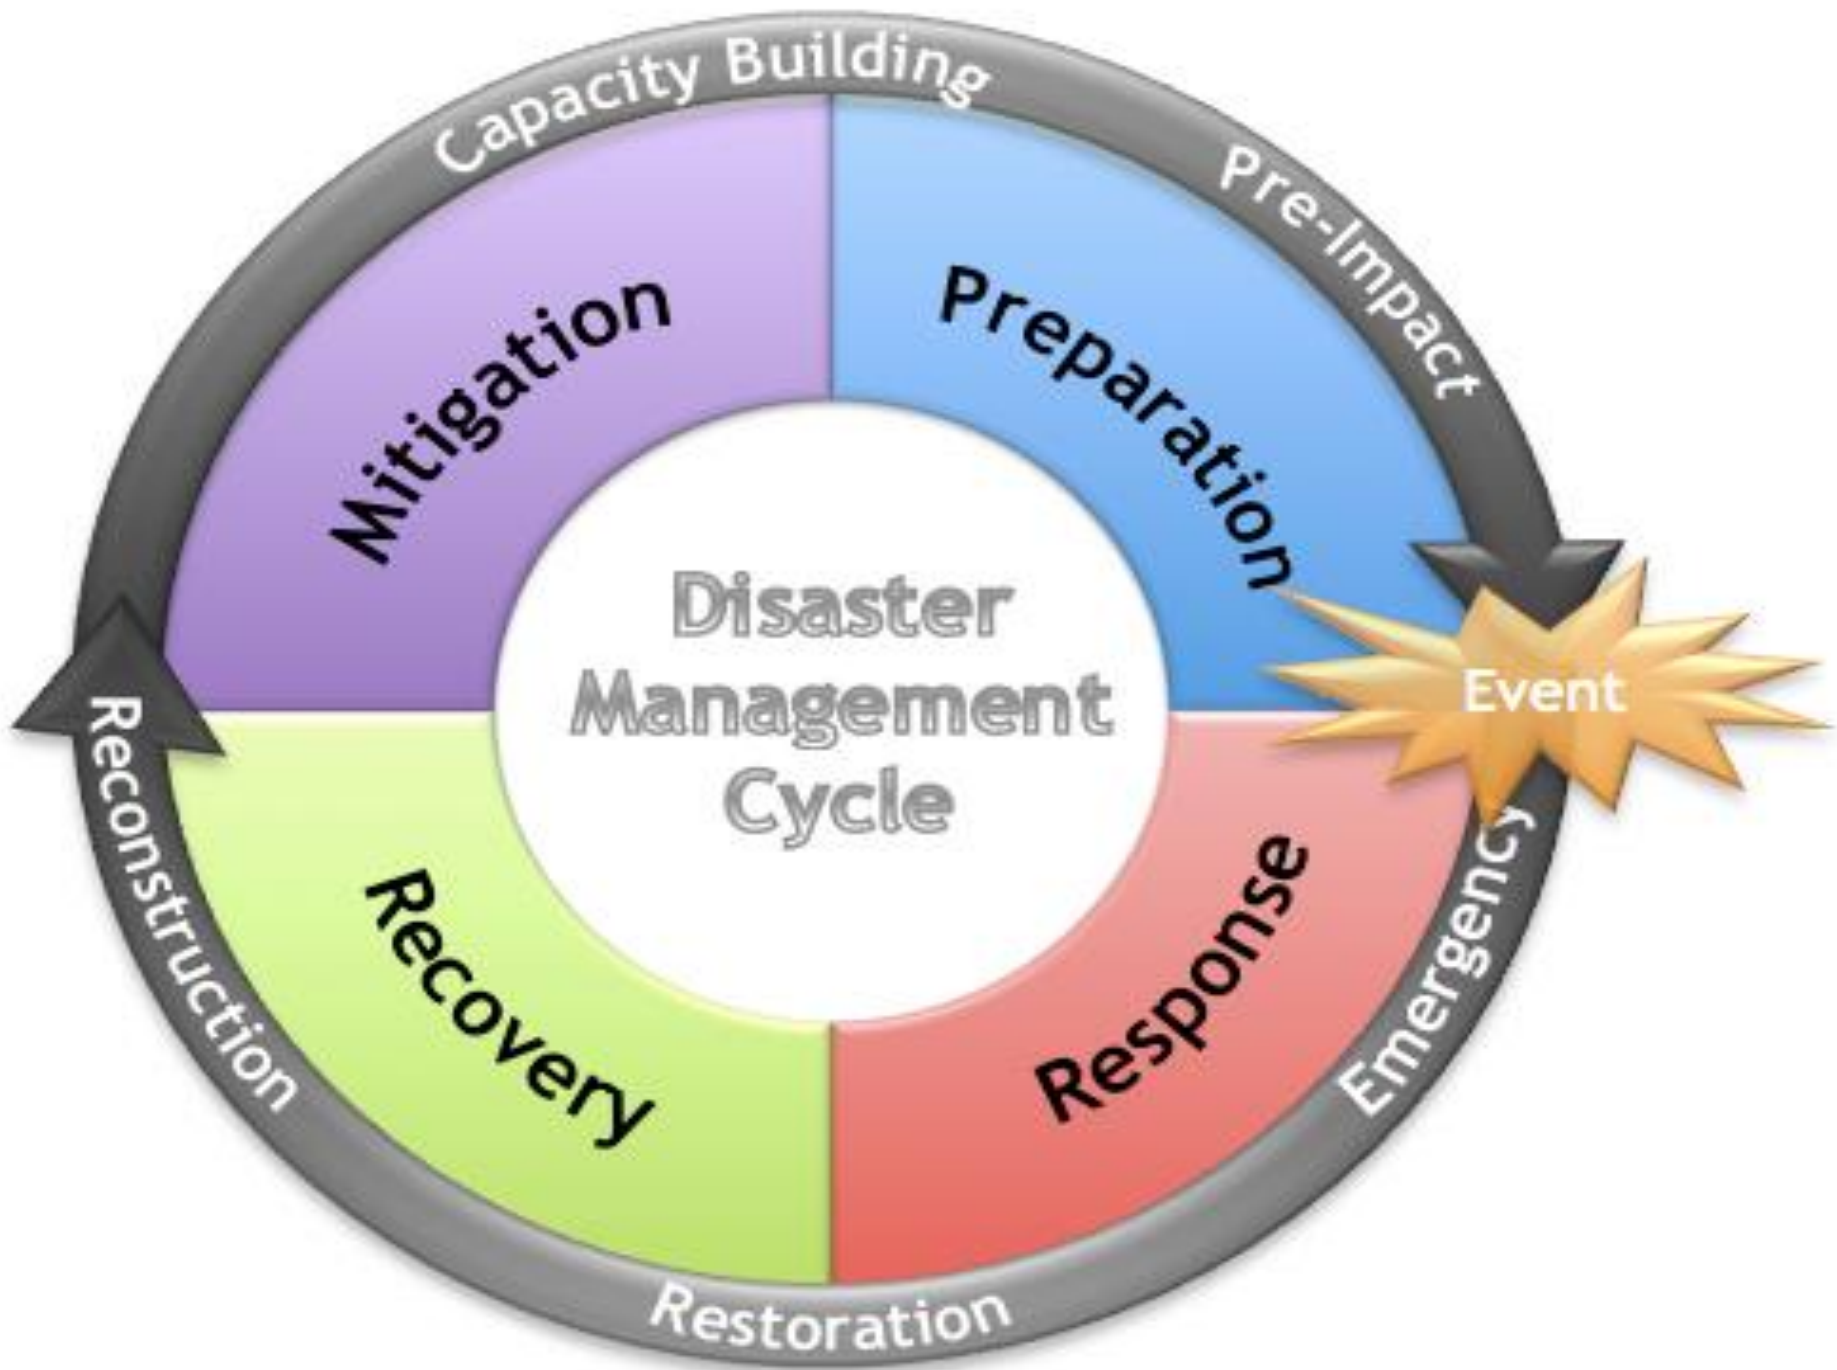 Capacity Building
Pre-Impact
Mitigation
Preparation
Disaster
Management
Cycle
Event
Reconstruction
Recovery
Response
Emergency
Restoration